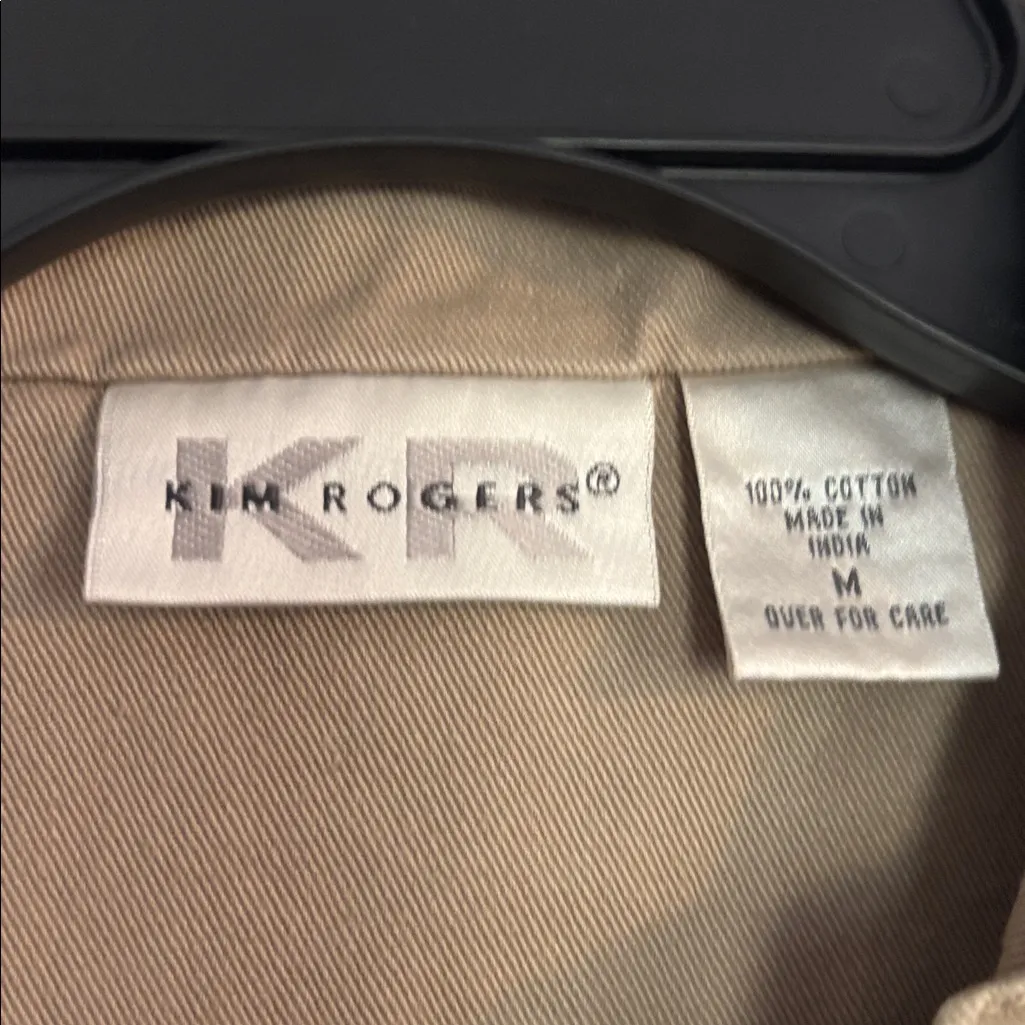 KR
KIM ROGERS®
100% COTTON
MADE IN
INDIA
M
OVER FOR CARE